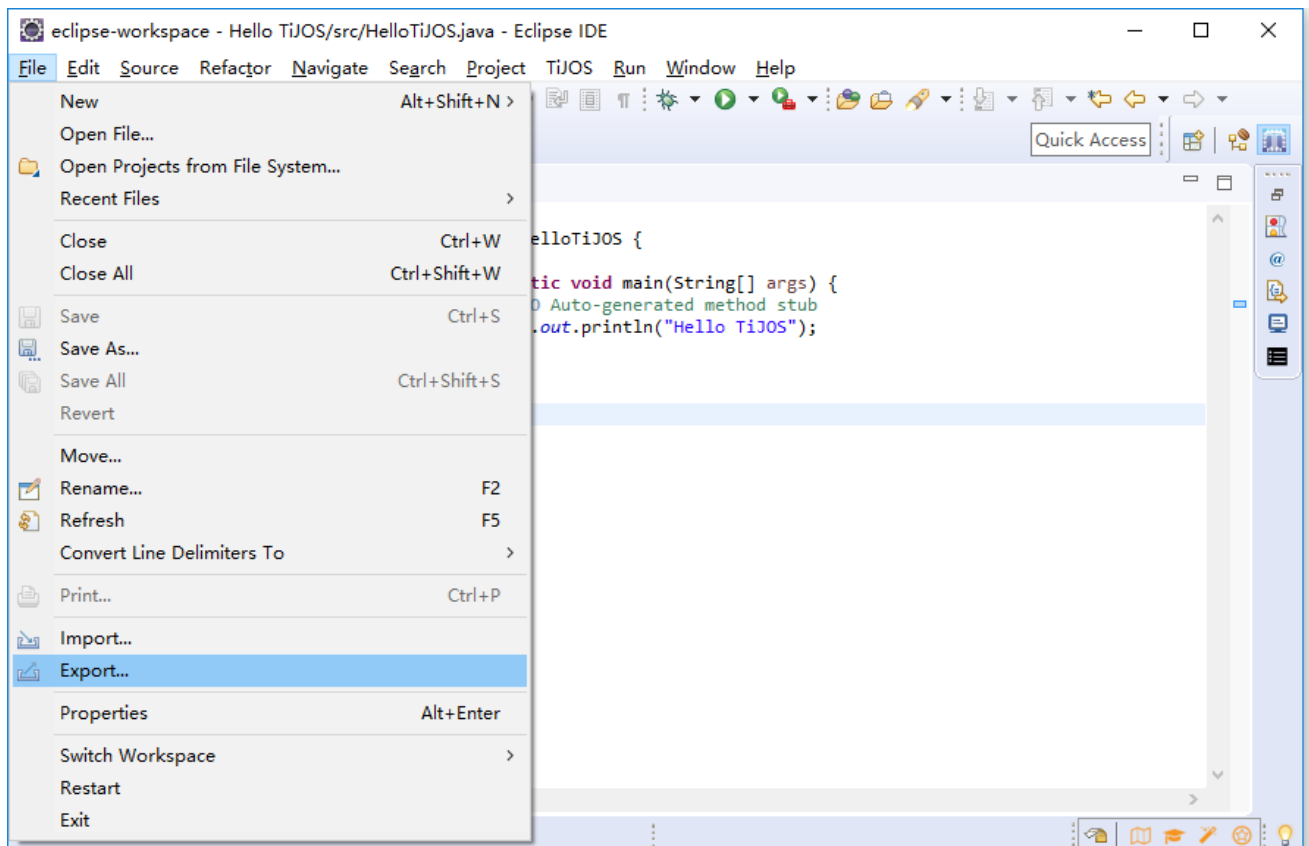 eclipse-workspace - Hello TiJOS/src/HelloTiJOS.java - Eclipse IDE
File Edit Source Refactor Navigate Search Project TiJOS Run Window Help
New Alt+Shift+N >
Open File...
Open Projects from File System...
Recent Files >
Close Ctrl+W
Close All Ctrl+Shift+W
Save Ctrl+S
Save As...
Save All Ctrl+Shift+S
Revert
Move...
Rename... F2
Refresh F5
Convert Line Delimiters To >
Print... Ctrl+P
Import...
Export...
Properties Alt+Enter
Switch Workspace >
Restart
Exit
Quick Access
elloTiJOS {
tic void main(String[] args) {
O Auto-generated method stub
.out.println("Hello TiJOS");